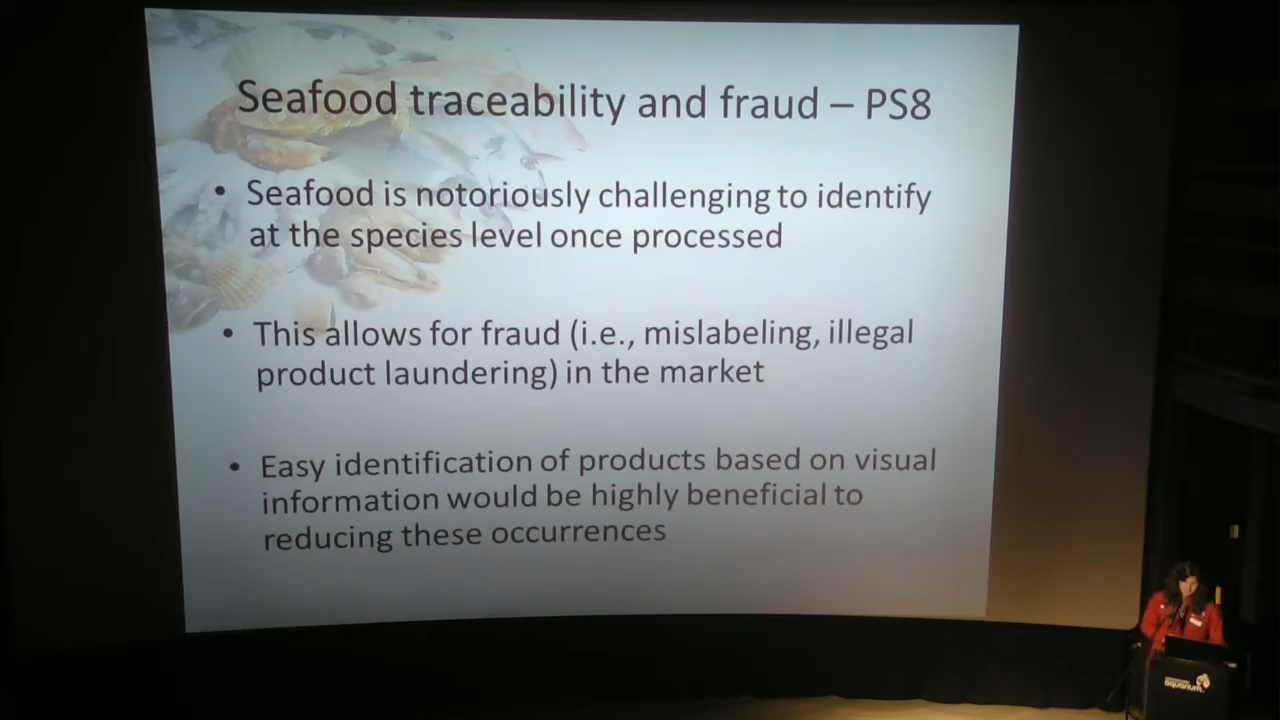 Seafood traceability and fraud – PS8
• Seafood is notoriously challenging to identify
at the species level once processed
• This allows for fraud (i.e., mislabeling, illegal
product laundering) in the market
• Easy identification of products based on visual
information would be highly beneficial to
reducing these occurrences
aquarium